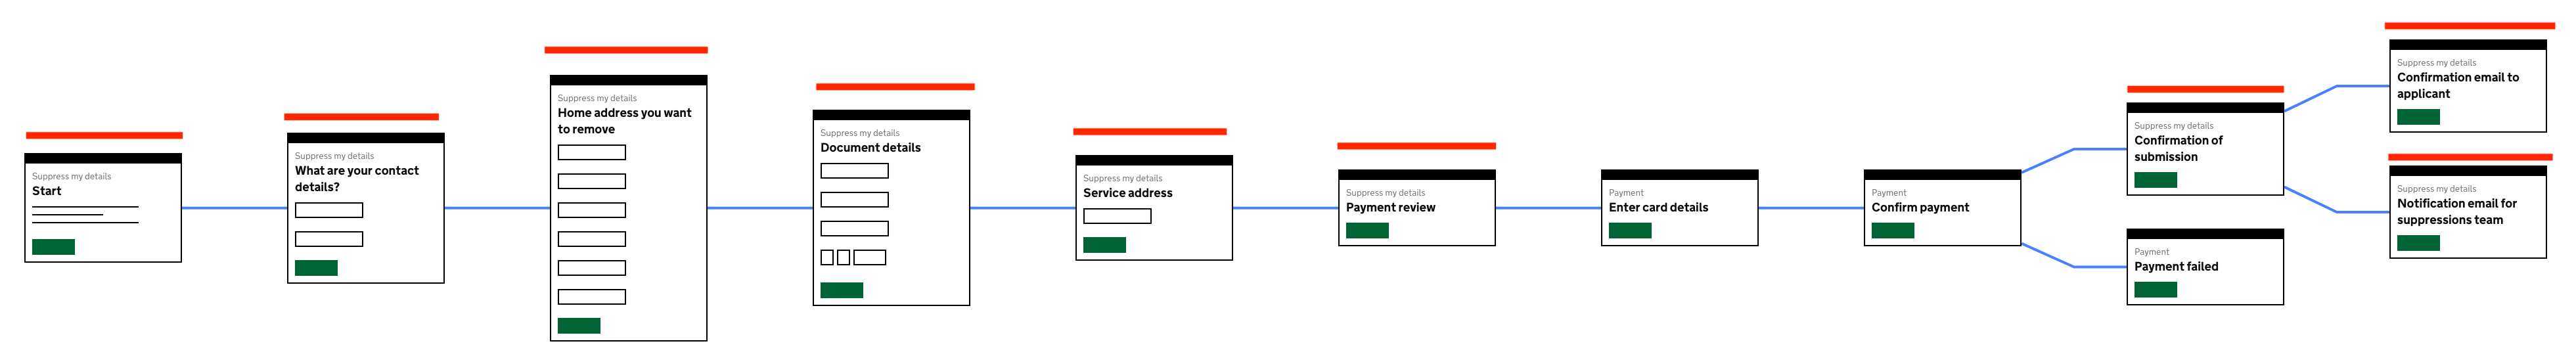 Suppress my details
Start
Suppress my details
What are your contact
details?
Suppress my details
Home address you want
to remove
Suppress my details
Document details
Suppress my details
Service address
Suppress my details
Payment review
Payment
Enter card details
Payment
Confirm payment
Suppress my details
Confirmation of
submission
Payment
Payment failed
Suppress my details
Confirmation email to
applicant
Suppress my details
Notification email for
suppressions team